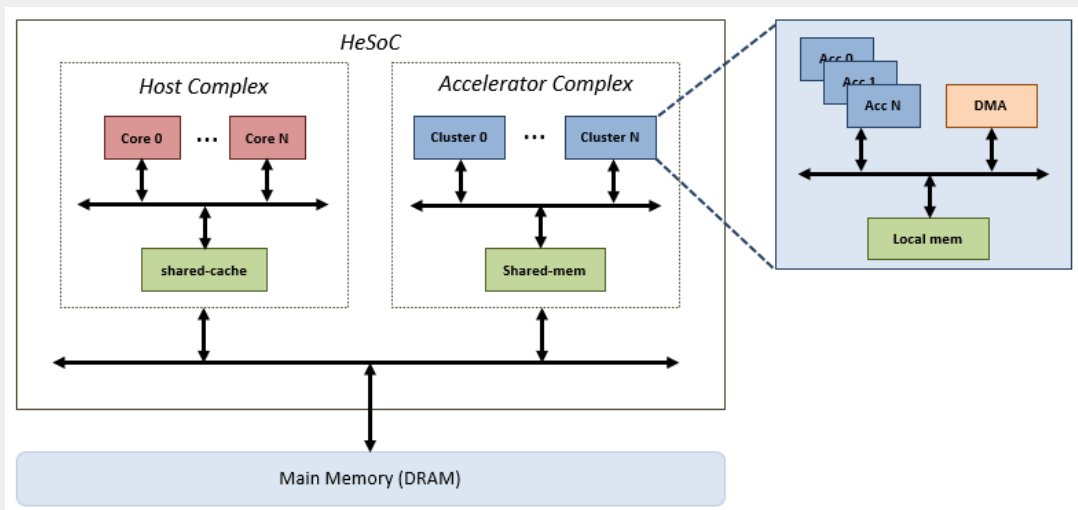 HeSoC
Host Complex
Accelerator Complex
Core 0
...
Core N
Cluster 0
...
Cluster N
shared-cache
Shared-mem
Main Memory (DRAM)
Acc 0
Acc 1
Acc N
DMA
Local mem